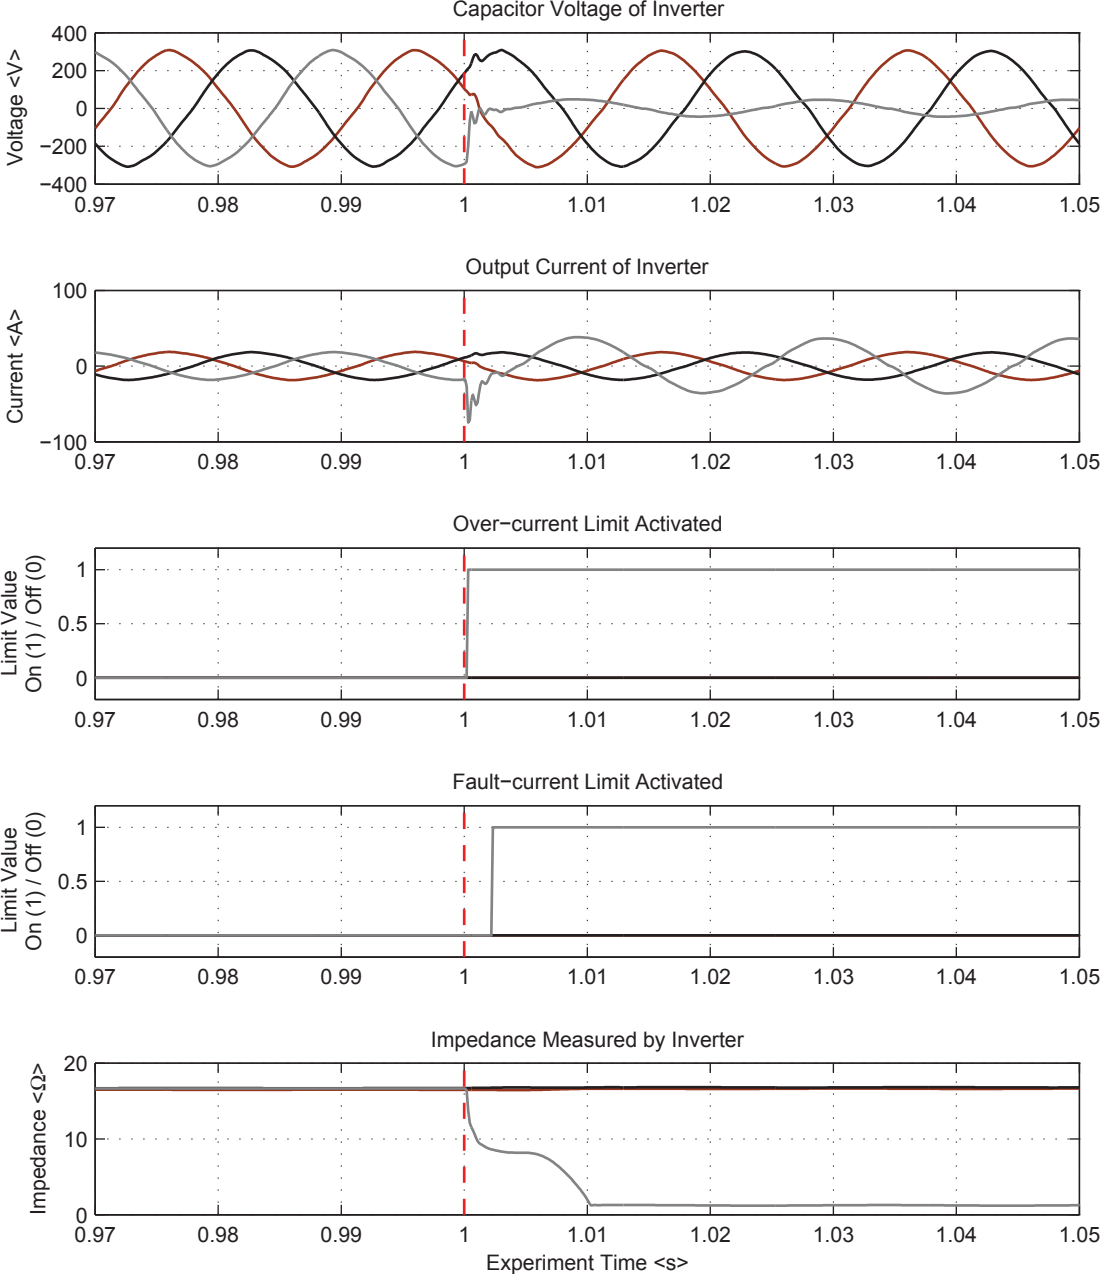 Capacitor Voltage of Inverter
Voltage <V>
400
200
0
−200
−400
0.97 0.98 0.99 1 1.01 1.02 1.03 1.04 1.05
Output Current of Inverter
Current <A>
100
0
−100
0.97 0.98 0.99 1 1.01 1.02 1.03 1.04 1.05
Over−current Limit Activated
Limit Value
On (1) / Off (0)
1
0.5
0
0.97 0.98 0.99 1 1.01 1.02 1.03 1.04 1.05
Fault−current Limit Activated
Limit Value
On (1) / Off (0)
1
0.5
0
0.97 0.98 0.99 1 1.01 1.02 1.03 1.04 1.05
Impedance Measured by Inverter
Impedance <Ω>
20
10
0
0.97 0.98 0.99 1 1.01 1.02 1.03 1.04 1.05
Experiment Time <s>